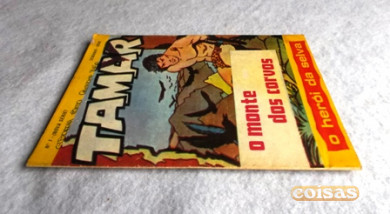 TAMAR
o monte
dos corvos
o herói da selva
coisas